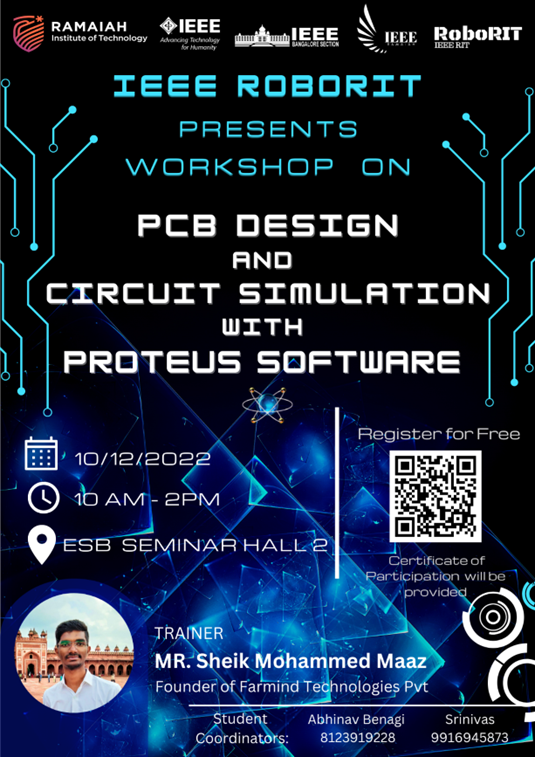 RAMAIAH
Institute of Technology
IEEE
Advancing Technology
for Humanity
IEEE
BANGALORE SECTION
IEEE
RoboRIT
IEEE RIT
IEEE ROBORIT
PRESENTS
WORKSHOP ON
PCB DESIGN
AND
CIRCUIT SIMULATION
WITH
PROTEUS SOFTWARE
10/12/2022
10 AM - 2PM
ESB SEMINAR HALL 2
Register for Free
Certificate of
Participation will be
provided
TRAINER
MR. Sheik Mohammed Maaz
Founder of Farmind Technologies Pvt
Student Coordinators:
Abhinav Benagi
8123919228
Srinivas
9916945873